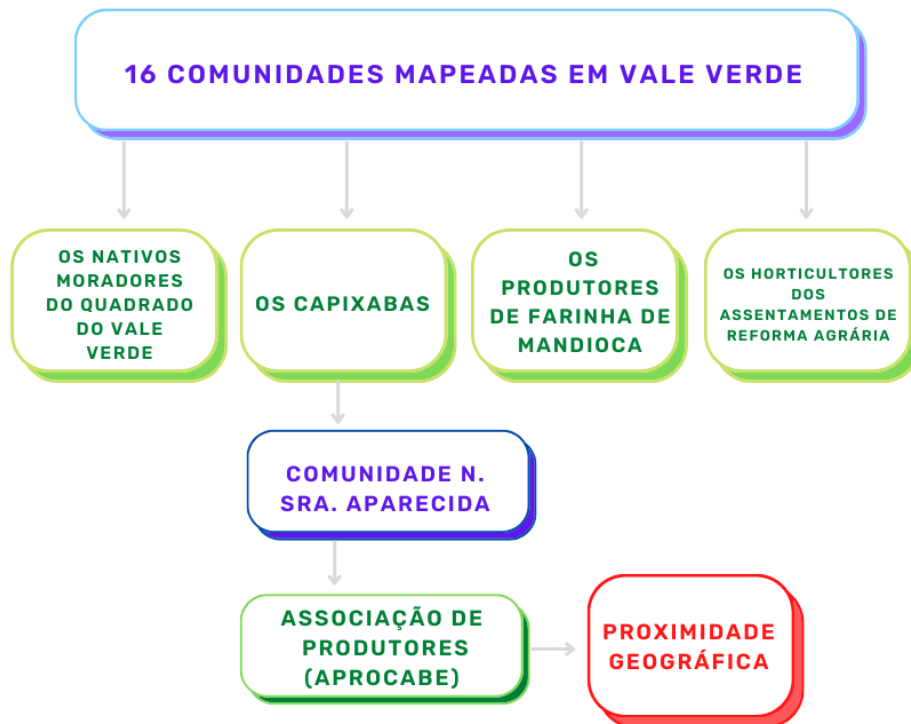 16 COMUNIDADES MAPEADAS EM VALE VERDE
OS NATIVOS
MORADORES
DO QUADRADO
DO VALE
VERDE
OS CAPIXABAS
OS
PRODUTORES
DE FARINHA DE
MANDIOCA
OS HORTICULTORES
DOS
ASSENTAMENTOS DE
REFORMA AGRÁRIA
COMUNIDADE N.
SRA. APARECIDA
ASSOCIAÇÃO DE
PRODUTORES
(APROCABE)
PROXIMIDADE
GEOGRÁFICA